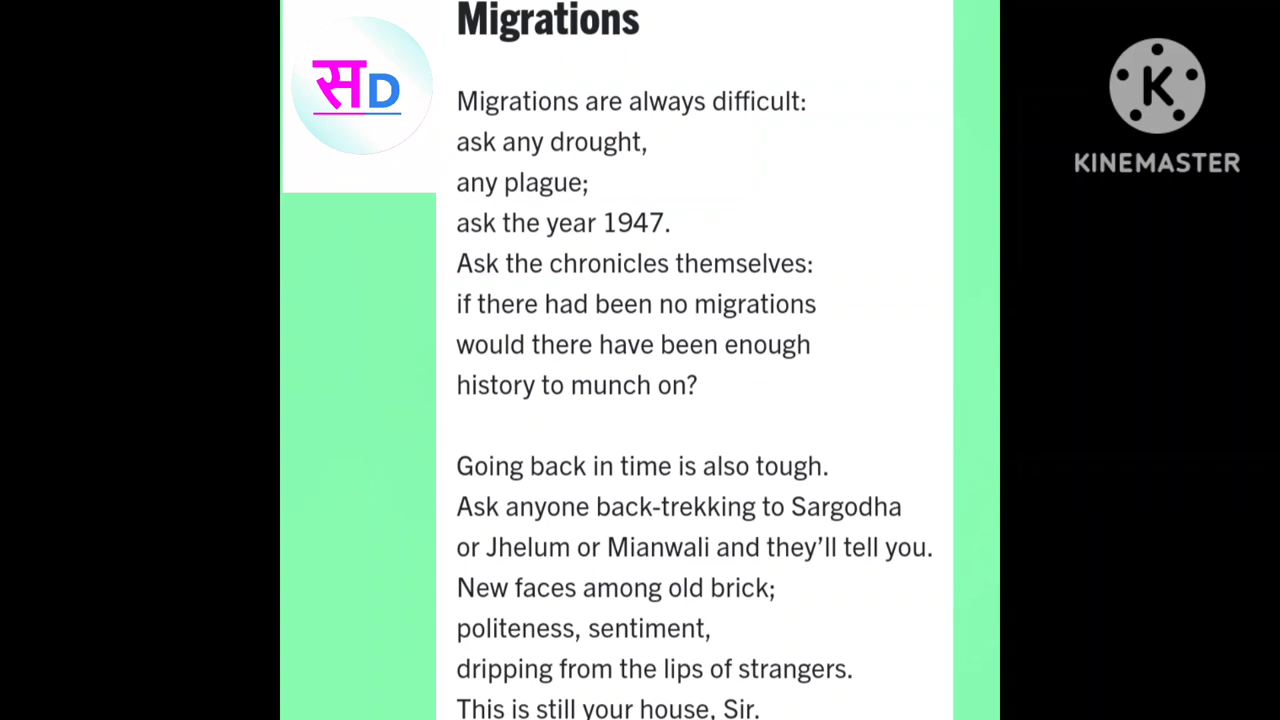 Migrations
सD
KINEMASTER
Migrations are always difficult:
ask any drought,
any plague;
ask the year 1947.
Ask the chronicles themselves:
if there had been no migrations
would there have been enough
history to munch on?
Going back in time is also tough.
Ask anyone back-trekking to Sargodha
or Jhelum or Mianwali and they’ll tell you.
New faces among old brick;
politeness, sentiment,
dripping from the lips of strangers.
This is still your house, Sir.